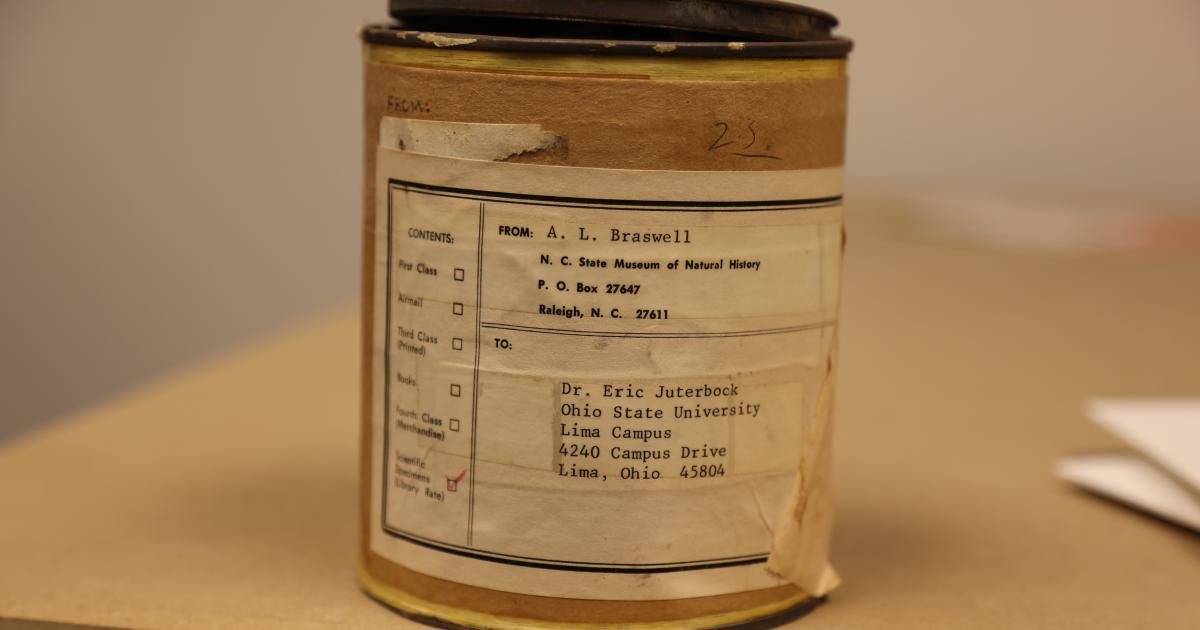 FROM:
23.
CONTENTS:
First Class
Airmail
Third Class
(Printed)
Books
Fourth Class
(Merchandise)
Scientific
Specimens
(Library Rate)
FROM: A. L. Braswell
N. C. State Museum of Natural History
P. O. Box 27647
Raleigh, N. C. 27611
TO:
Dr. Eric Juterbock
Ohio State University
Lima Campus
4240 Campus Drive
Lima, Ohio 45804